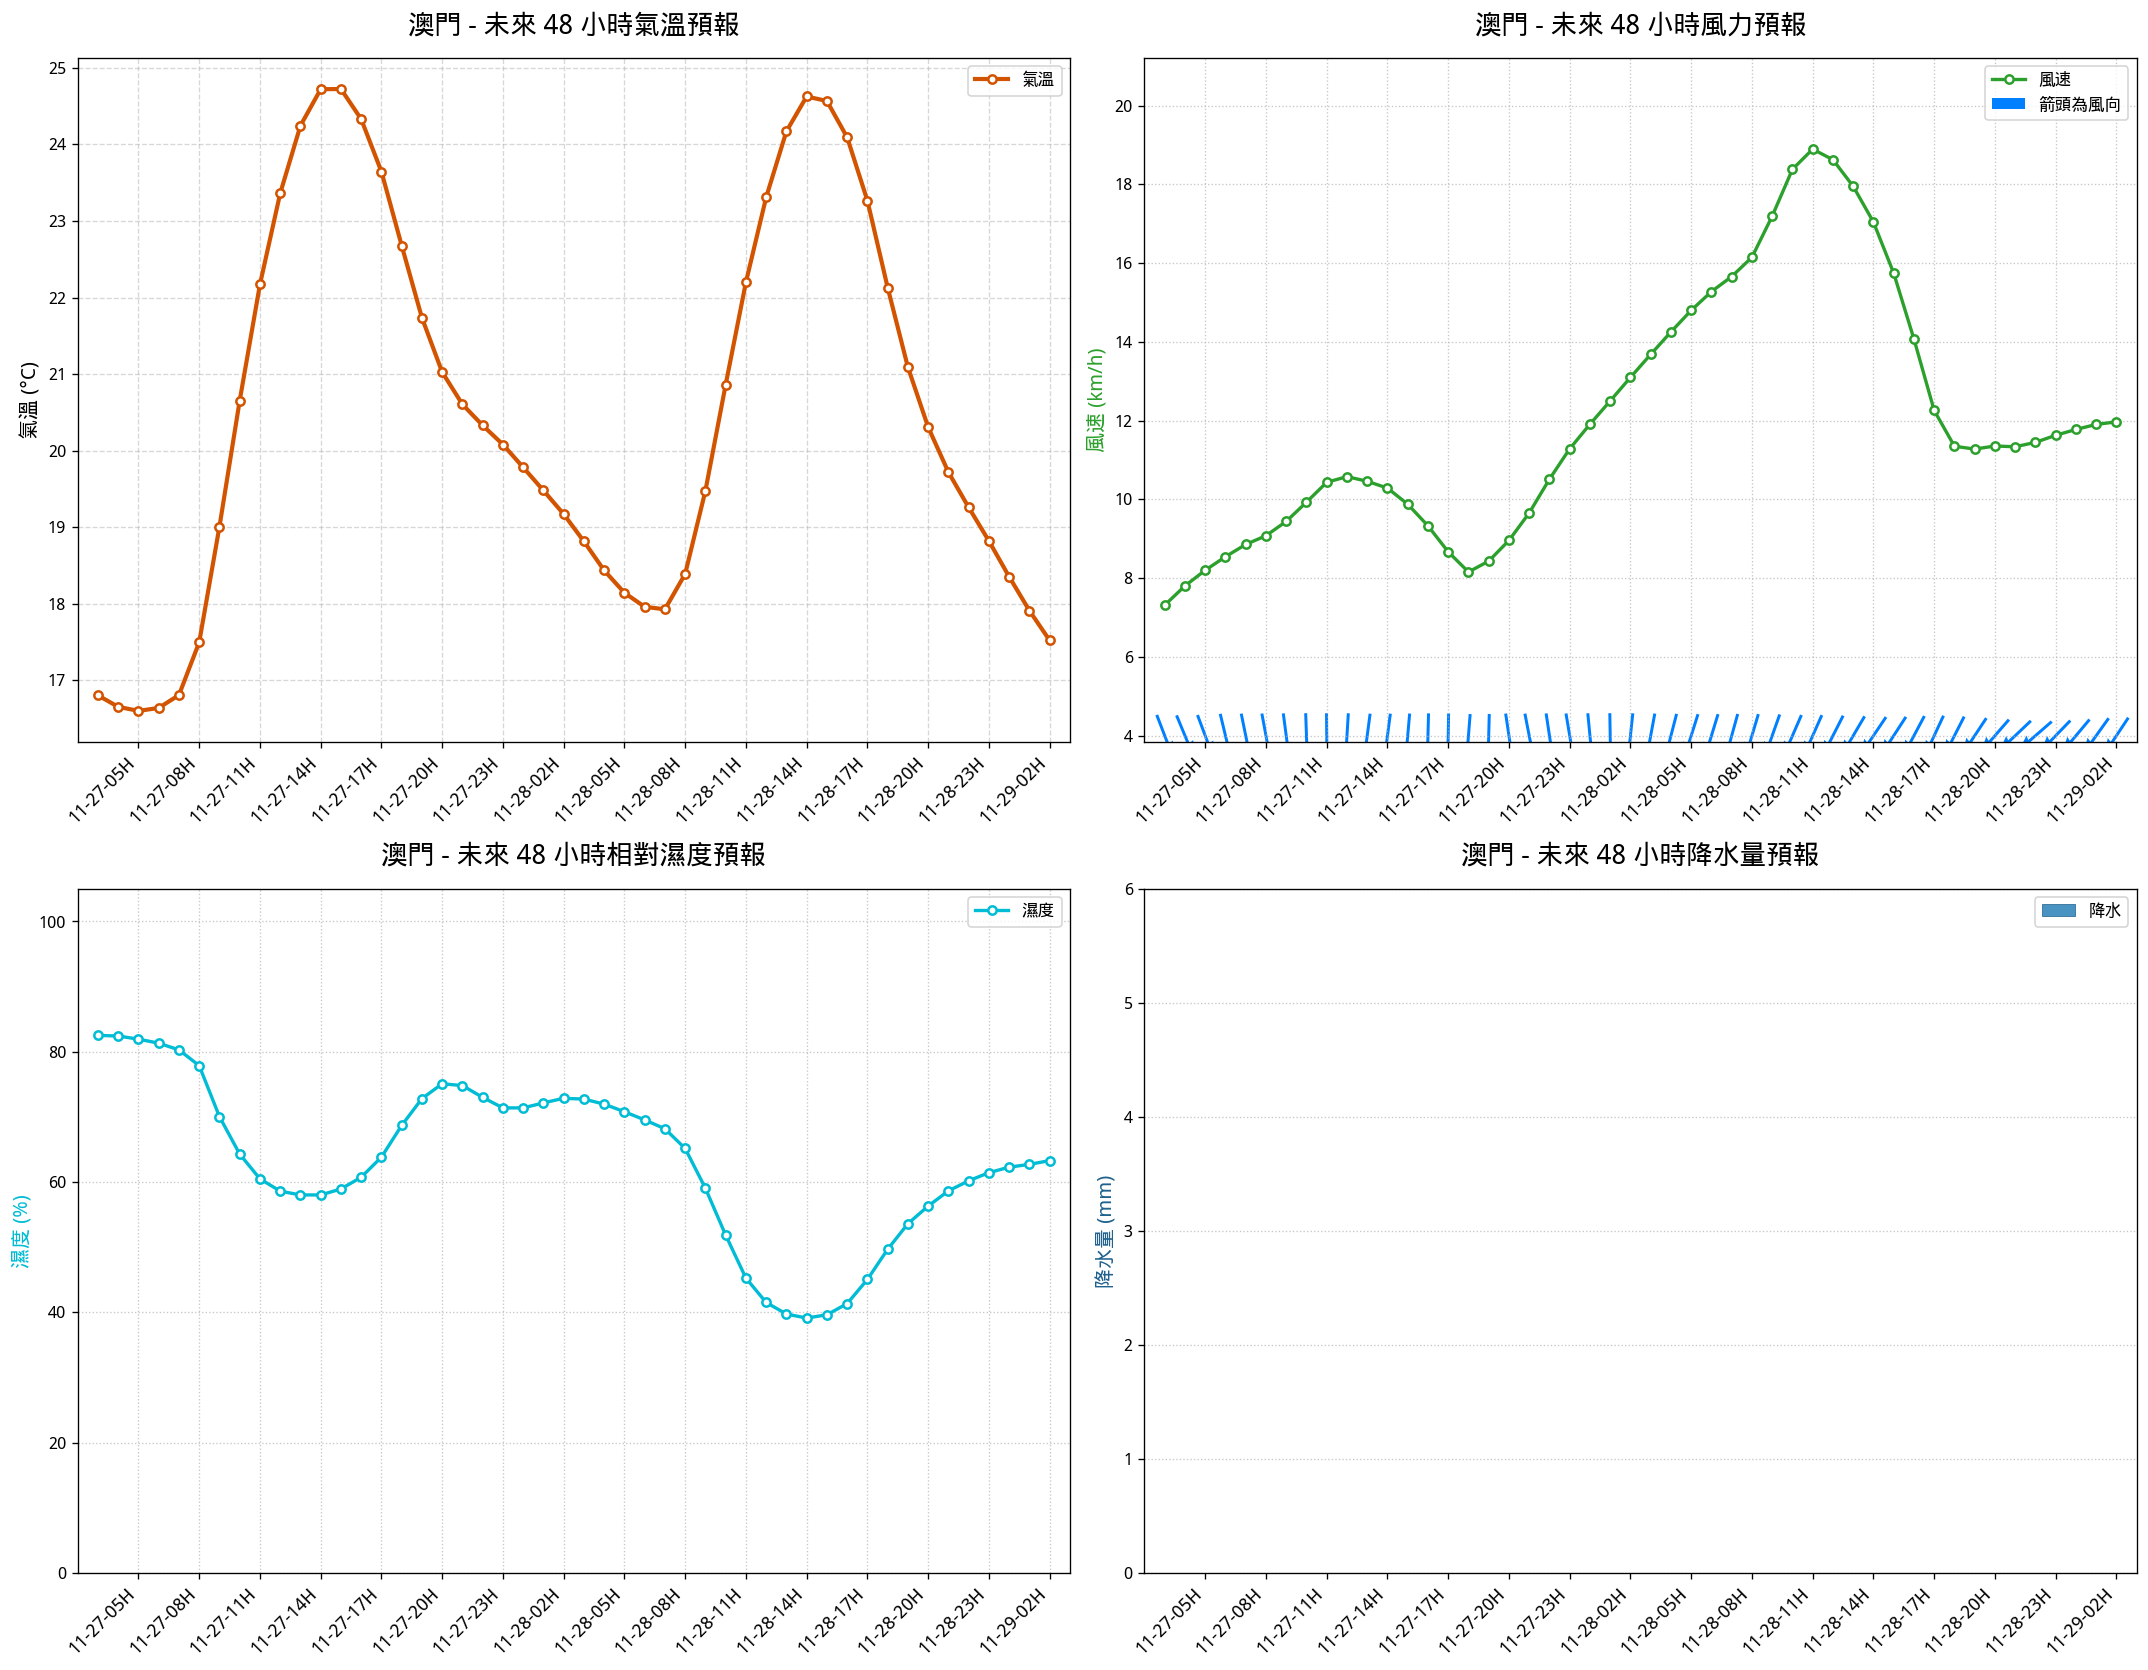 澳門 - 未來 48 小時氣溫預報
氣溫
氣溫 (°C)
25
24
23
22
21
20
19
18
17
11-27-05H
11-27-08H
11-27-11H
11-27-14H
11-27-17H
11-27-20H
11-27-23H
11-28-02H
11-28-05H
11-28-08H
11-28-11H
11-28-14H
11-28-17H
11-28-20H
11-28-23H
11-29-02H
澳門 - 未來 48 小時風力預報
風速
箭頭為風向
風速 (km/h)
20
18
16
14
12
10
8
6
4
11-27-05H
11-27-08H
11-27-11H
11-27-14H
11-27-17H
11-27-20H
11-27-23H
11-28-02H
11-28-05H
11-28-08H
11-28-11H
11-28-14H
11-28-17H
11-28-20H
11-28-23H
11-29-02H
澳門 - 未來 48 小時相對濕度預報
濕度
濕度 (%)
100
80
60
40
20
0
11-27-05H
11-27-08H
11-27-11H
11-27-14H
11-27-17H
11-27-20H
11-27-23H
11-28-02H
11-28-05H
11-28-08H
11-28-11H
11-28-14H
11-28-17H
11-28-20H
11-28-23H
11-29-02H
澳門 - 未來 48 小時降水量預報
降水
降水量 (mm)
6
5
4
3
2
1
0
11-27-05H
11-27-08H
11-27-11H
11-27-14H
11-27-17H
11-27-20H
11-27-23H
11-28-02H
11-28-05H
11-28-08H
11-28-11H
11-28-14H
11-28-17H
11-28-20H
11-28-23H
11-29-02H